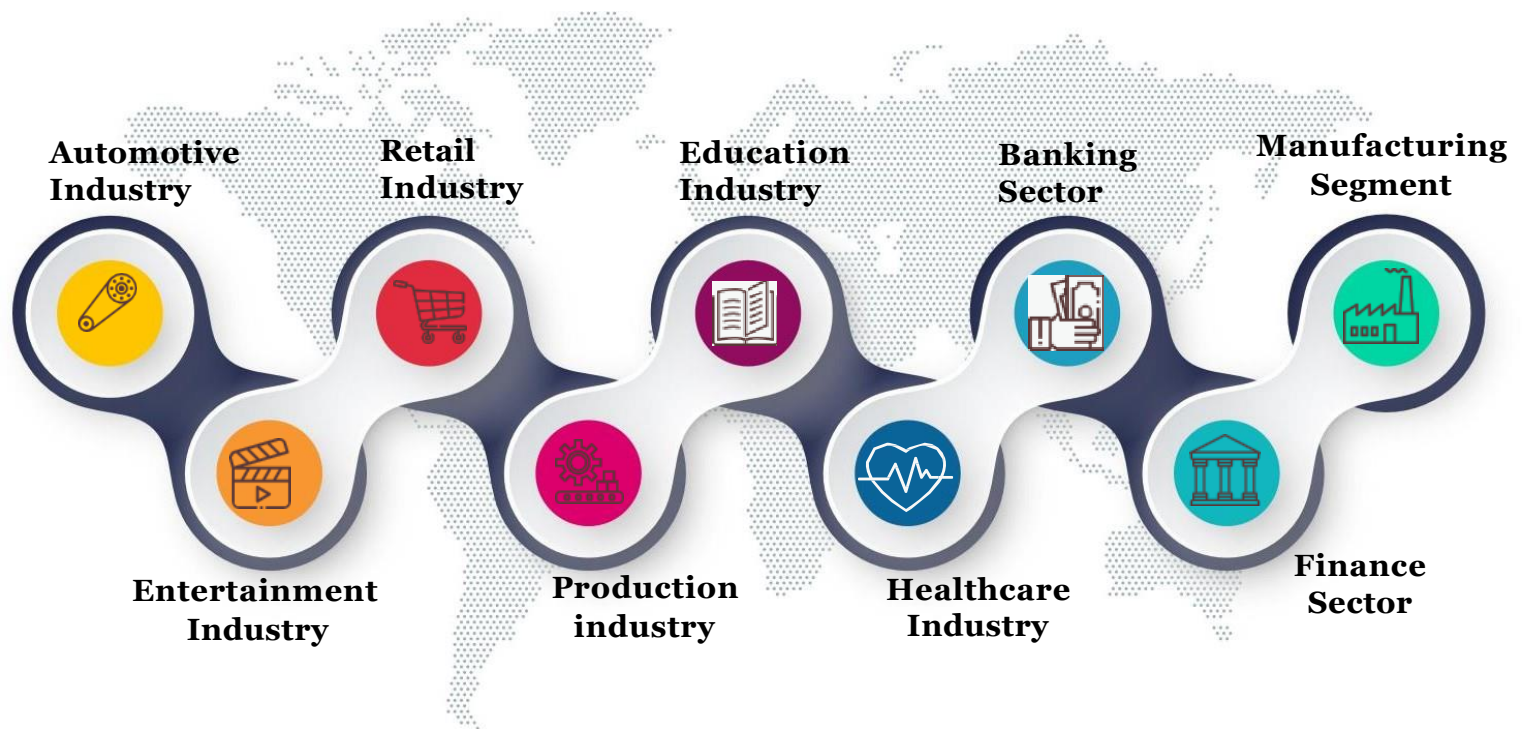 Automotive
Industry
Retail
Industry
Education
Industry
Banking
Sector
Manufacturing
Segment
Entertainment
Industry
Production
industry
Healthcare
Industry
Finance
Sector